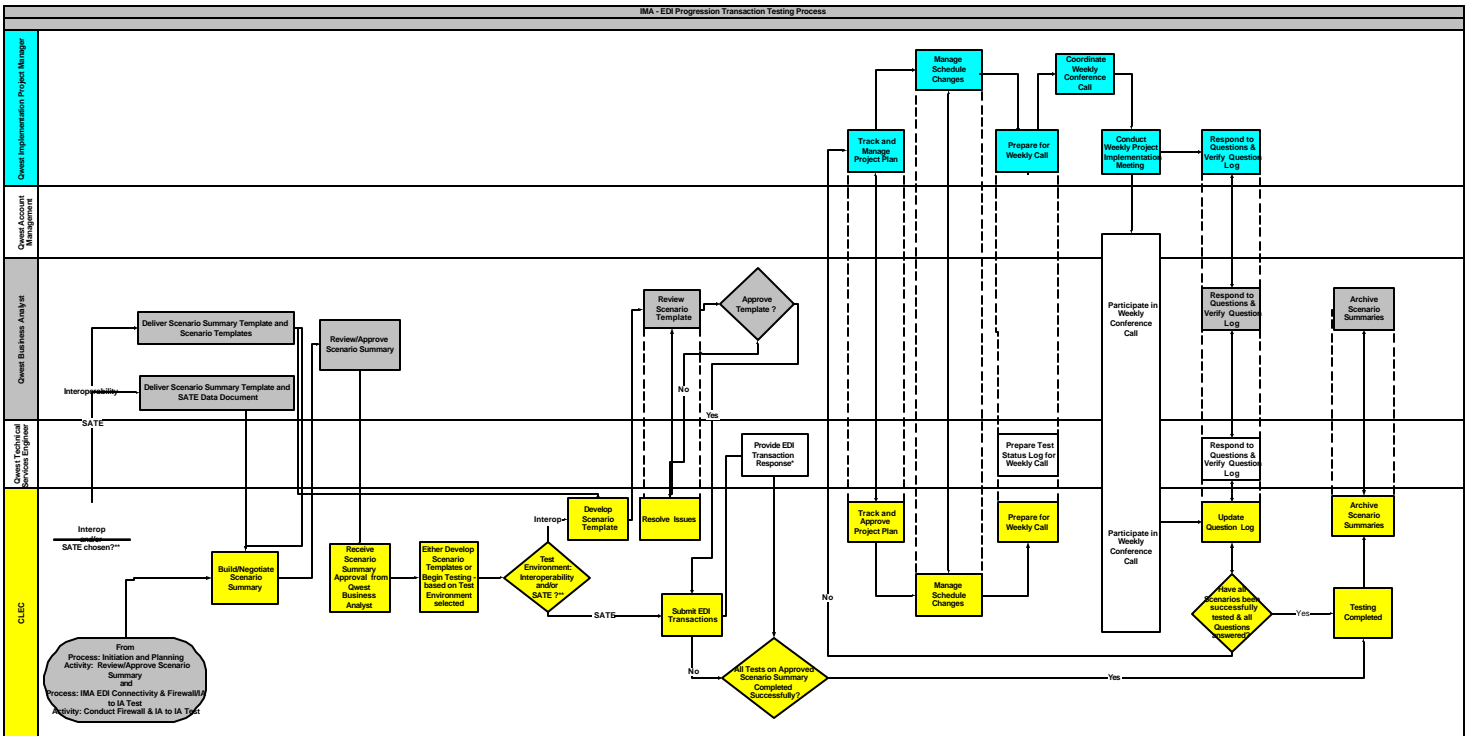 IMA - EDI Progression Transaction Testing Process
Qwest Implementation Project Manager
Manage
Schedule
Changes
Coordinate
Weekly
Conference
Call
Track and
Manage
Project Plan
Prepare for
Weekly Call
Conduct
Weekly Project
Implementation
Meeting
Respond to
Questions &
Verify Question
Log
Qwest Account
Management
Qwest Business Analyst
Deliver Scenario Summary Template and
Scenario Templates
Interoperability
Deliver Scenario Summary Template and
SATE Data Document
SATE
Review/Approve
Scenario Summary
Review
Scenario
Template
Approve
Template ?
No
Yes
Participate in
Weekly
Conference
Call
Respond to
Questions &
Verify Question
Log
Archive
Scenario
Summaries
Qwest Technical
Services Engineer
Provide EDI
Transaction
Response*
Prepare Test
Status Log for
Weekly Call
Respond to
Questions &
Verify Question
Log
CLEC
Interop
and/or
SATE chosen?**
Build/Negotiate
Scenario
Summary
Receive
Scenario
Summary
Approval from
Qwest
Business
Analyst
Either Develop
Scenario
Templates or
Begin Testing -
based on Test
Environment
selected
Test
Environment:
Interoperability
and/or
SATE ?**
Interop
SATE
Develop
Scenario
Template
Resolve Issues
Submit EDI
Transactions
No
All Tests on Approved
Scenario Summary
Completed
Successfully?
Yes
Track and
Approve
Project Plan
Manage
Schedule
Changes
Prepare for
Weekly Call
Participate in
Weekly
Conference
Call
Update
Question Log
Have all
Scenarios been
successfully
tested & all
Questions
answered?
No
Yes
Testing
Completed
Archive
Scenario
Summaries
From
Process: Initiation and Planning
Activity: Review/Approve Scenario
Summary
and
Process: IMA EDI Connectivity & Firewall/IA
to IA Test
Activity: Conduct Firewall & IA to IA Test